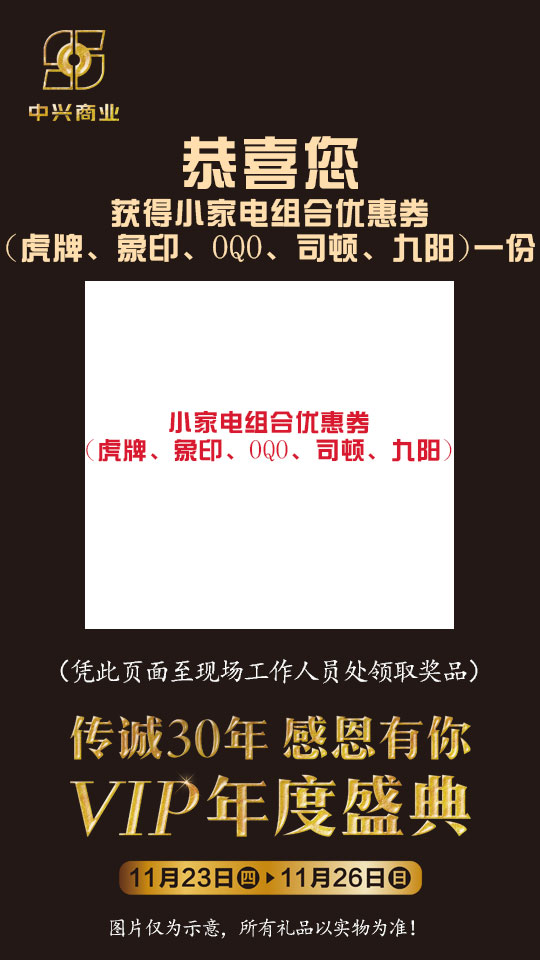 中兴商业
恭喜您
获得小家电组合优惠券
(虎牌、象印、OQO、司顿、九阳)一份
小家电组合优惠券
(虎牌、象印、OQO、司顿、九阳)
(凭此页面至现场工作人员处领取奖品)
传诚30年 感恩有你
VIP年度盛典
11月23日四▶11月26日日
图片仅为示意，所有礼品以实物为准！